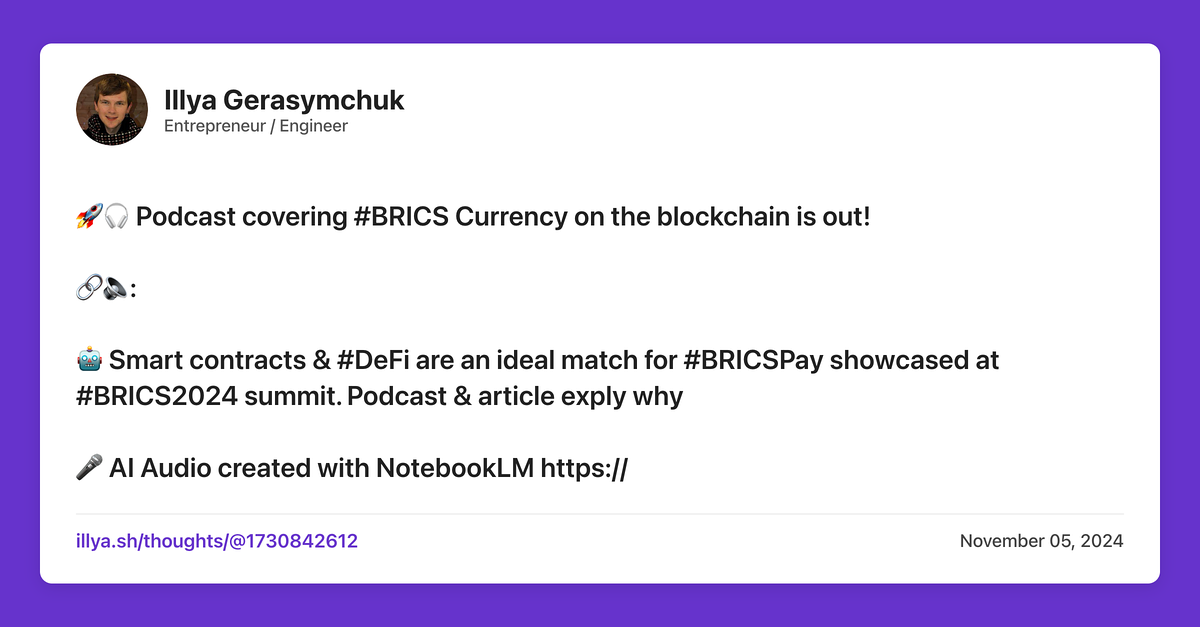 Illya Gerasymchuk
Entrepreneur / Engineer
🚀🎧 Podcast covering #BRICS Currency on the blockchain is out!
🔗🔈:
🤖 Smart contracts & #DeFi are an ideal match for #BRICSPay showcased at
#BRICS2024 summit. Podcast & article exply why
🎤 AI Audio created with NotebookLM https://
illya.sh/thoughts/@1730842612
November 05, 2024